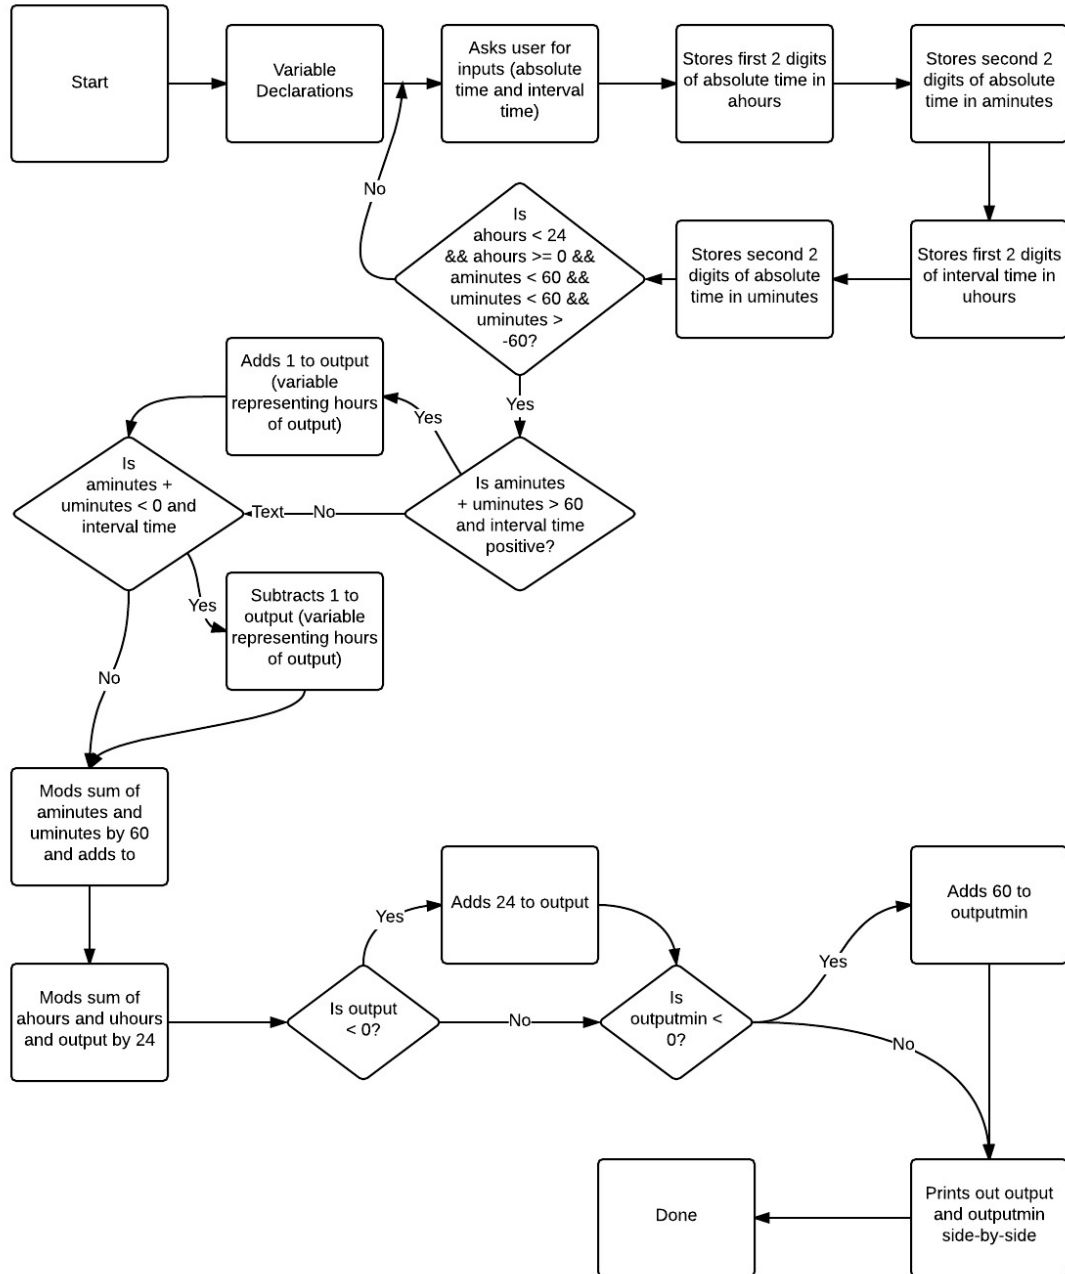 Start
Variable
Declarations
Asks user for
inputs (absolute
time and interval
time)
Stores first 2 digits
of absolute time in
ahours
Stores second 2
digits of absolute
time in aminutes
Stores first 2 digits
of interval time in
uhours
Stores second 2
digits of absolute
time in uminutes
Is
ahours < 24
&& ahours >= 0 &&
aminutes < 60 &&
uminutes < 60 &&
uminutes >
-60?
No
Yes
Is aminutes
+ uminutes > 60
and interval time
positive?
Yes
Adds 1 to output
(variable
representing hours
of output)
No
Text
Is
aminutes +
uminutes < 0 and
interval time
Yes
Subtracts 1 to
output (variable
representing hours
of output)
No
Mods sum of
aminutes and
uminutes by 60
and adds to
Mods sum of
ahours and uhours
and output by 24
Is output
< 0?
Yes
Adds 24 to output
No
Is
outputmin <
0?
Yes
Adds 60 to
outputmin
No
Prints out output
and outputmin
side-by-side
Done